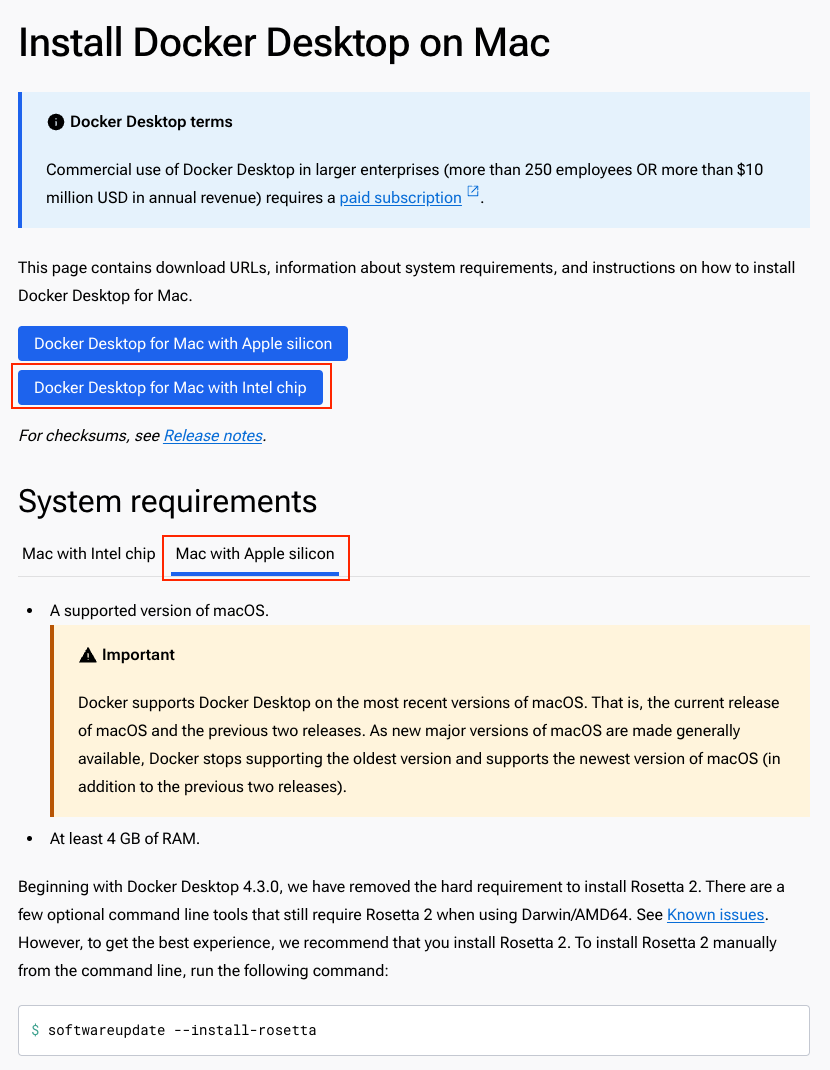 Install Docker Desktop on Mac
Docker Desktop terms
Commercial use of Docker Desktop in larger enterprises (more than 250 employees OR more than $10
million USD in annual revenue) requires a paid subscription .
This page contains download URLs, information about system requirements, and instructions on how to install
Docker Desktop for Mac.
Docker Desktop for Mac with Apple silicon
Docker Desktop for Mac with Intel chip
For checksums, see Release notes.
System requirements
Mac with Intel chip Mac with Apple silicon
• A supported version of macOS.
Important
Docker supports Docker Desktop on the most recent versions of macOS. That is, the current release
of macOS and the previous two releases. As new major versions of macOS are made generally
available, Docker stops supporting the oldest version and supports the newest version of macOS (in
addition to the previous two releases).
• At least 4 GB of RAM.
Beginning with Docker Desktop 4.3.0, we have removed the hard requirement to install Rosetta 2. There are a
few optional command line tools that still require Rosetta 2 when using Darwin/AMD64. See Known issues.
However, to get the best experience, we recommend that you install Rosetta 2. To install Rosetta 2 manually
from the command line, run the following command:
$ softwareupdate --install-rosetta